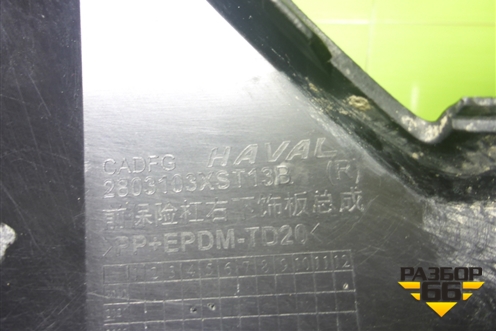 CADFG HAVAL
2803103XST13B (R)
前保险杠右下饰板总成
>PP+EPDM-TD20<
1 2 3 4 5 6 7 8 9 10 11 12
РАЗБОР
66